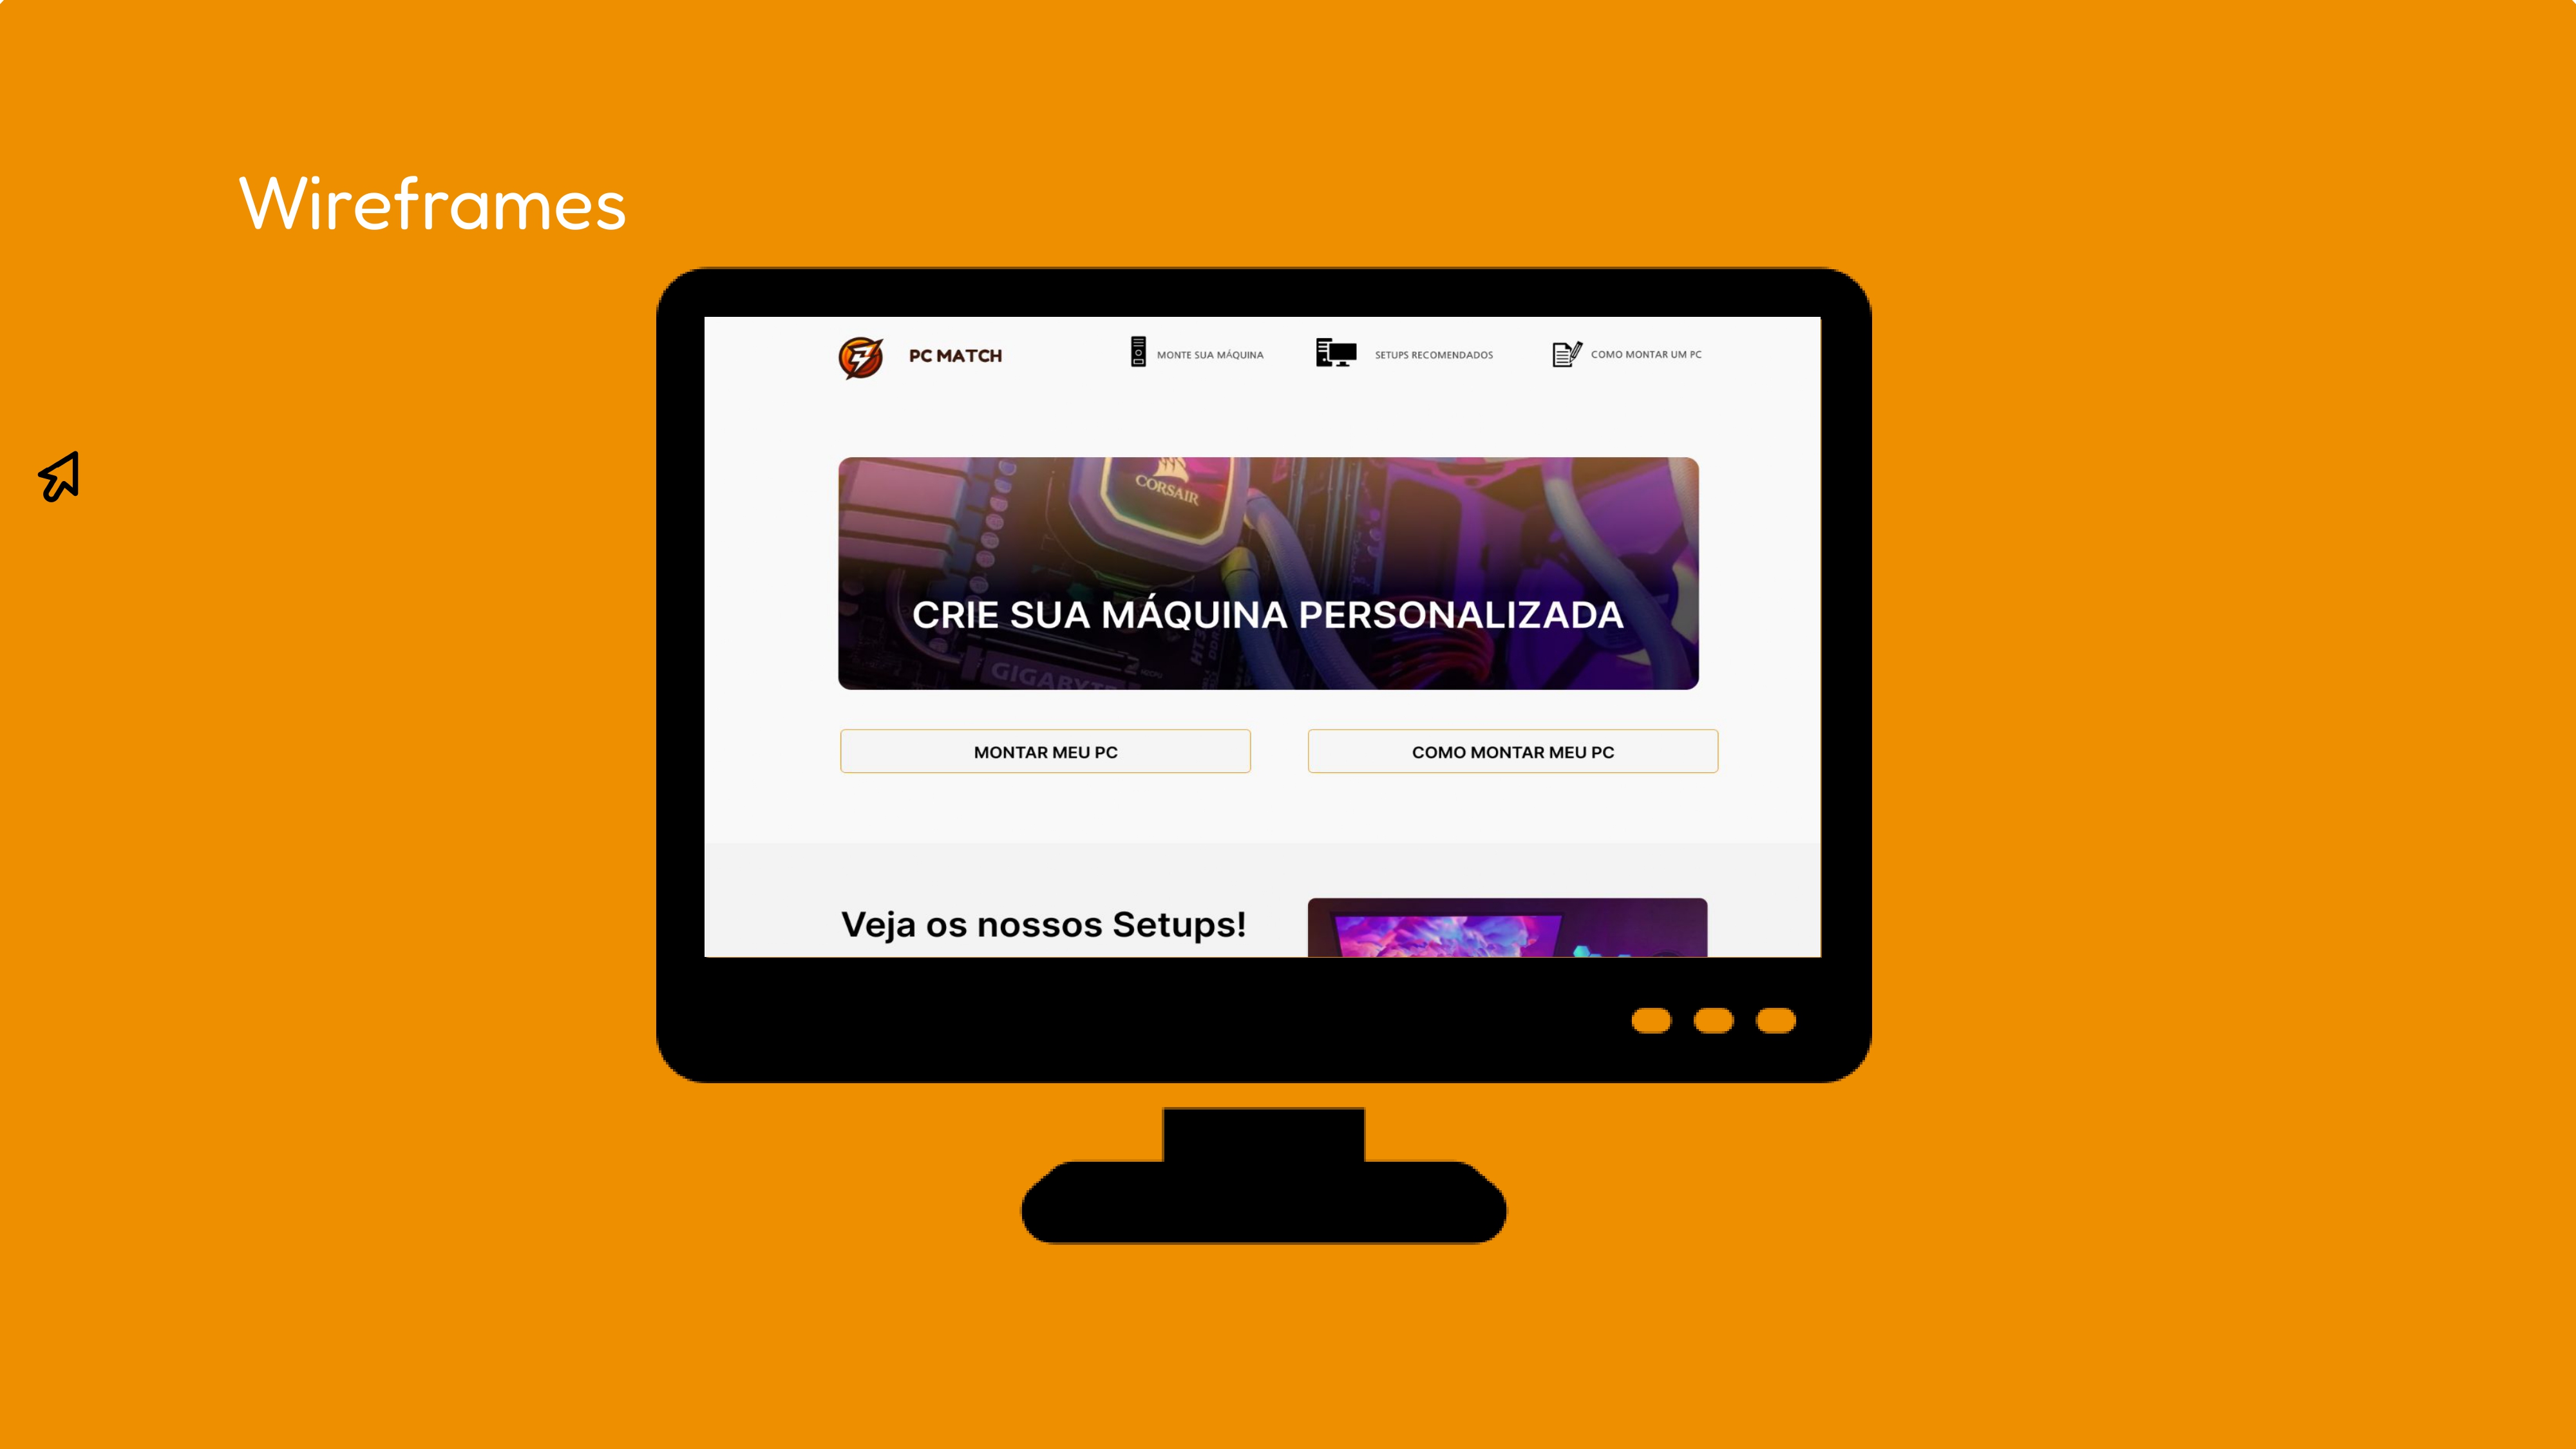 Wireframes
PC MATCH
MONTE SUA MÁQUINA
SETUPS RECOMENDADOS
COMO MONTAR UM PC
CORSAIR
CRIE SUA MÁQUINA PERSONALIZADA
MONTAR MEU PC
COMO MONTAR MEU PC
Veja os nossos Setups!